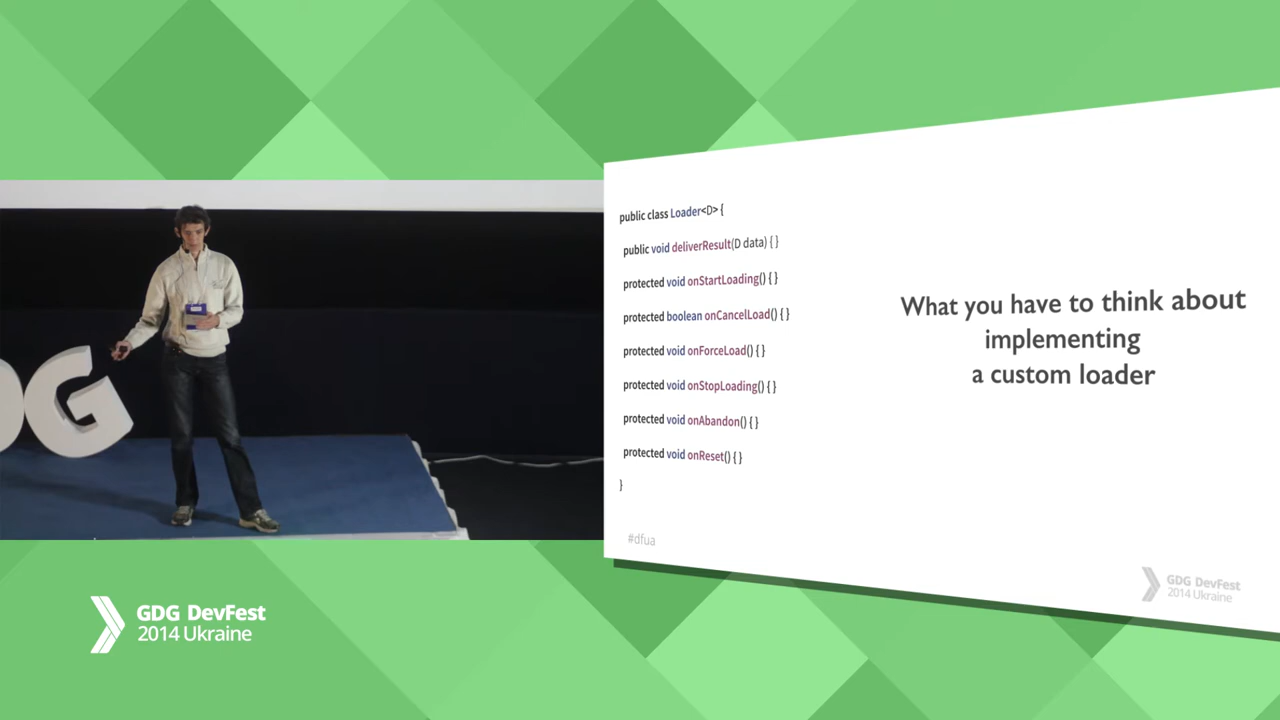 OG
public class Loader<D> {
public void deliverResult(D data) { }
protected void onStartLoading() { }
protected boolean onCancelLoad() { }
protected void onForceLoad() { }
protected void onStopLoading() { }
protected void onAbandon() { }
protected void onReset() { }
}
What you have to think about
implementing
a custom loader
#dfua
GDG DevFest
2014 Ukraine
GDG DevFest
2014 Ukraine